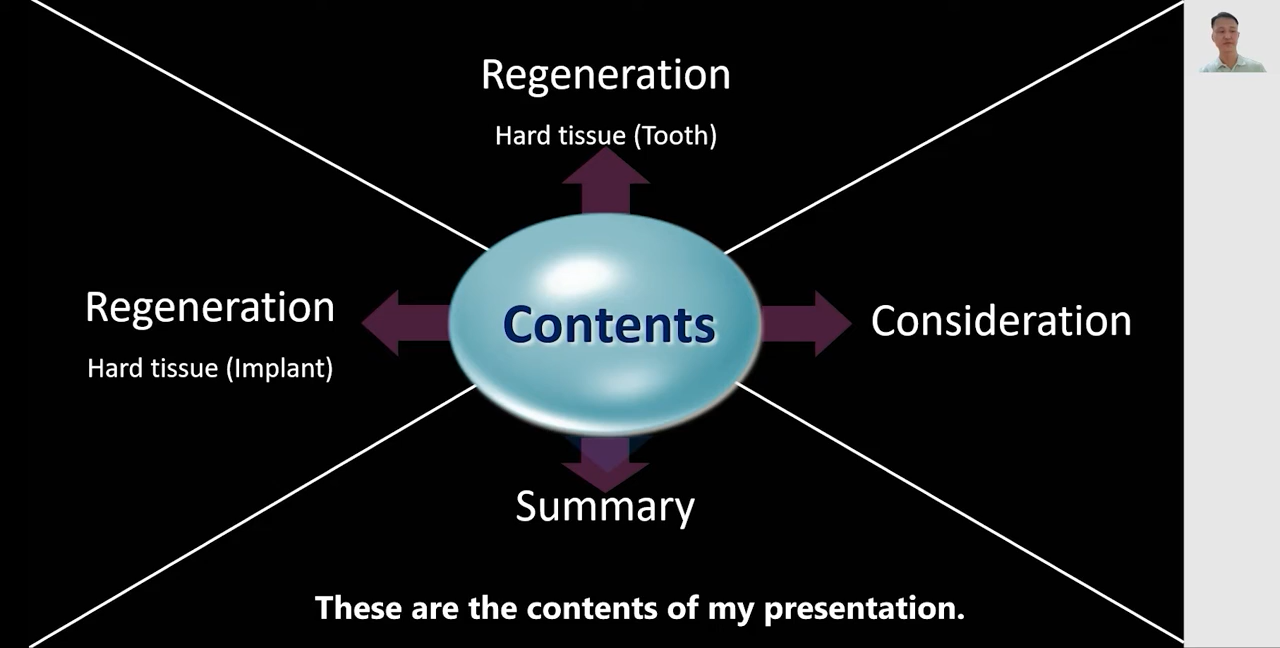 Regeneration
Hard tissue (Tooth)
Regeneration
Hard tissue (Implant)
Contents
Consideration
Summary
These are the contents of my presentation.